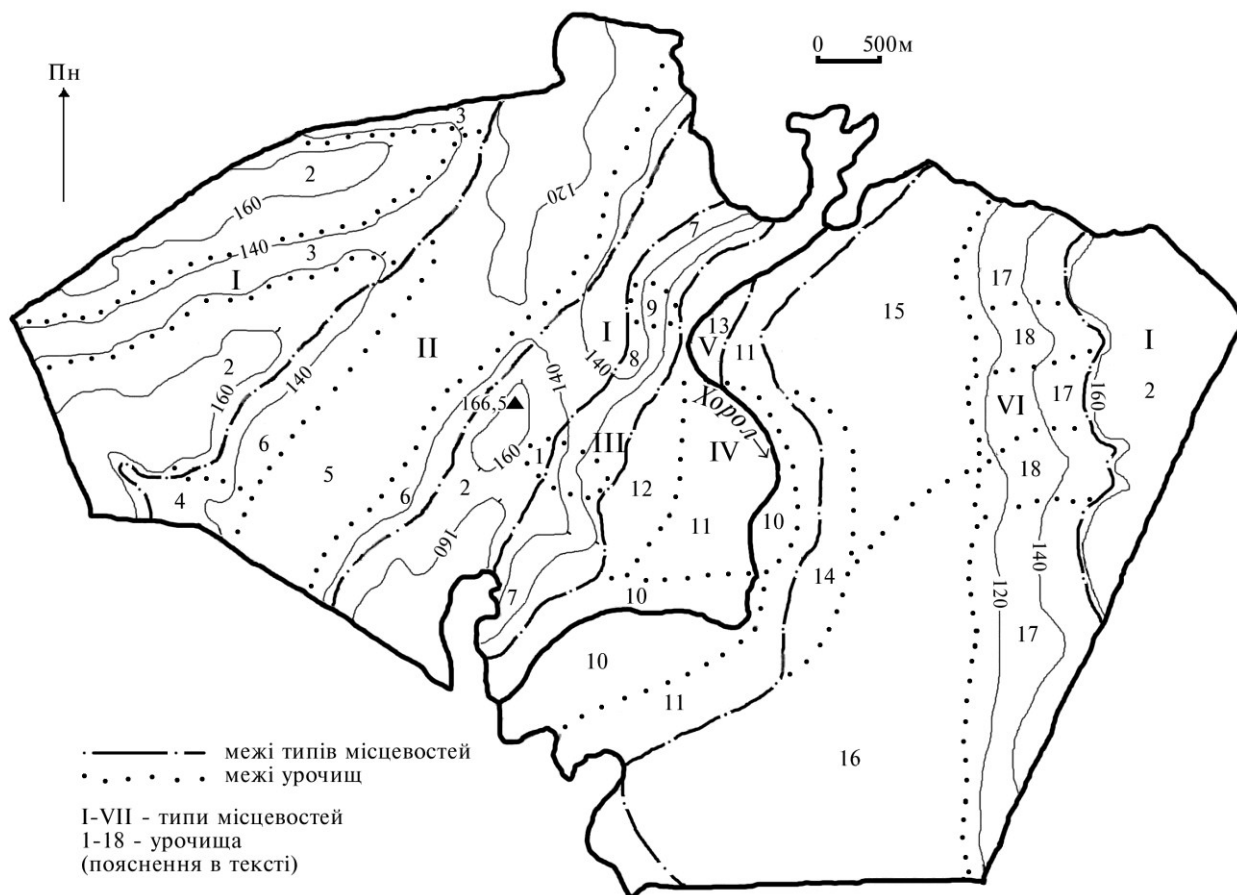 0 500м
Пн
3
2
160
120
140
3
I
7
15
17
9
I
13
V
11
18
I
II
2
160
140
140
8
2
17
160
166,5
Хорол
VI
6
III
IV
160
1
18
5
6
2
12
4
11
10
140
160
14
120
7
10
17
10
11
16
межі типів місцевостей
межі урочищ
I-VII - типи місцевостей
1-18 - урочища
(пояснення в тексті)